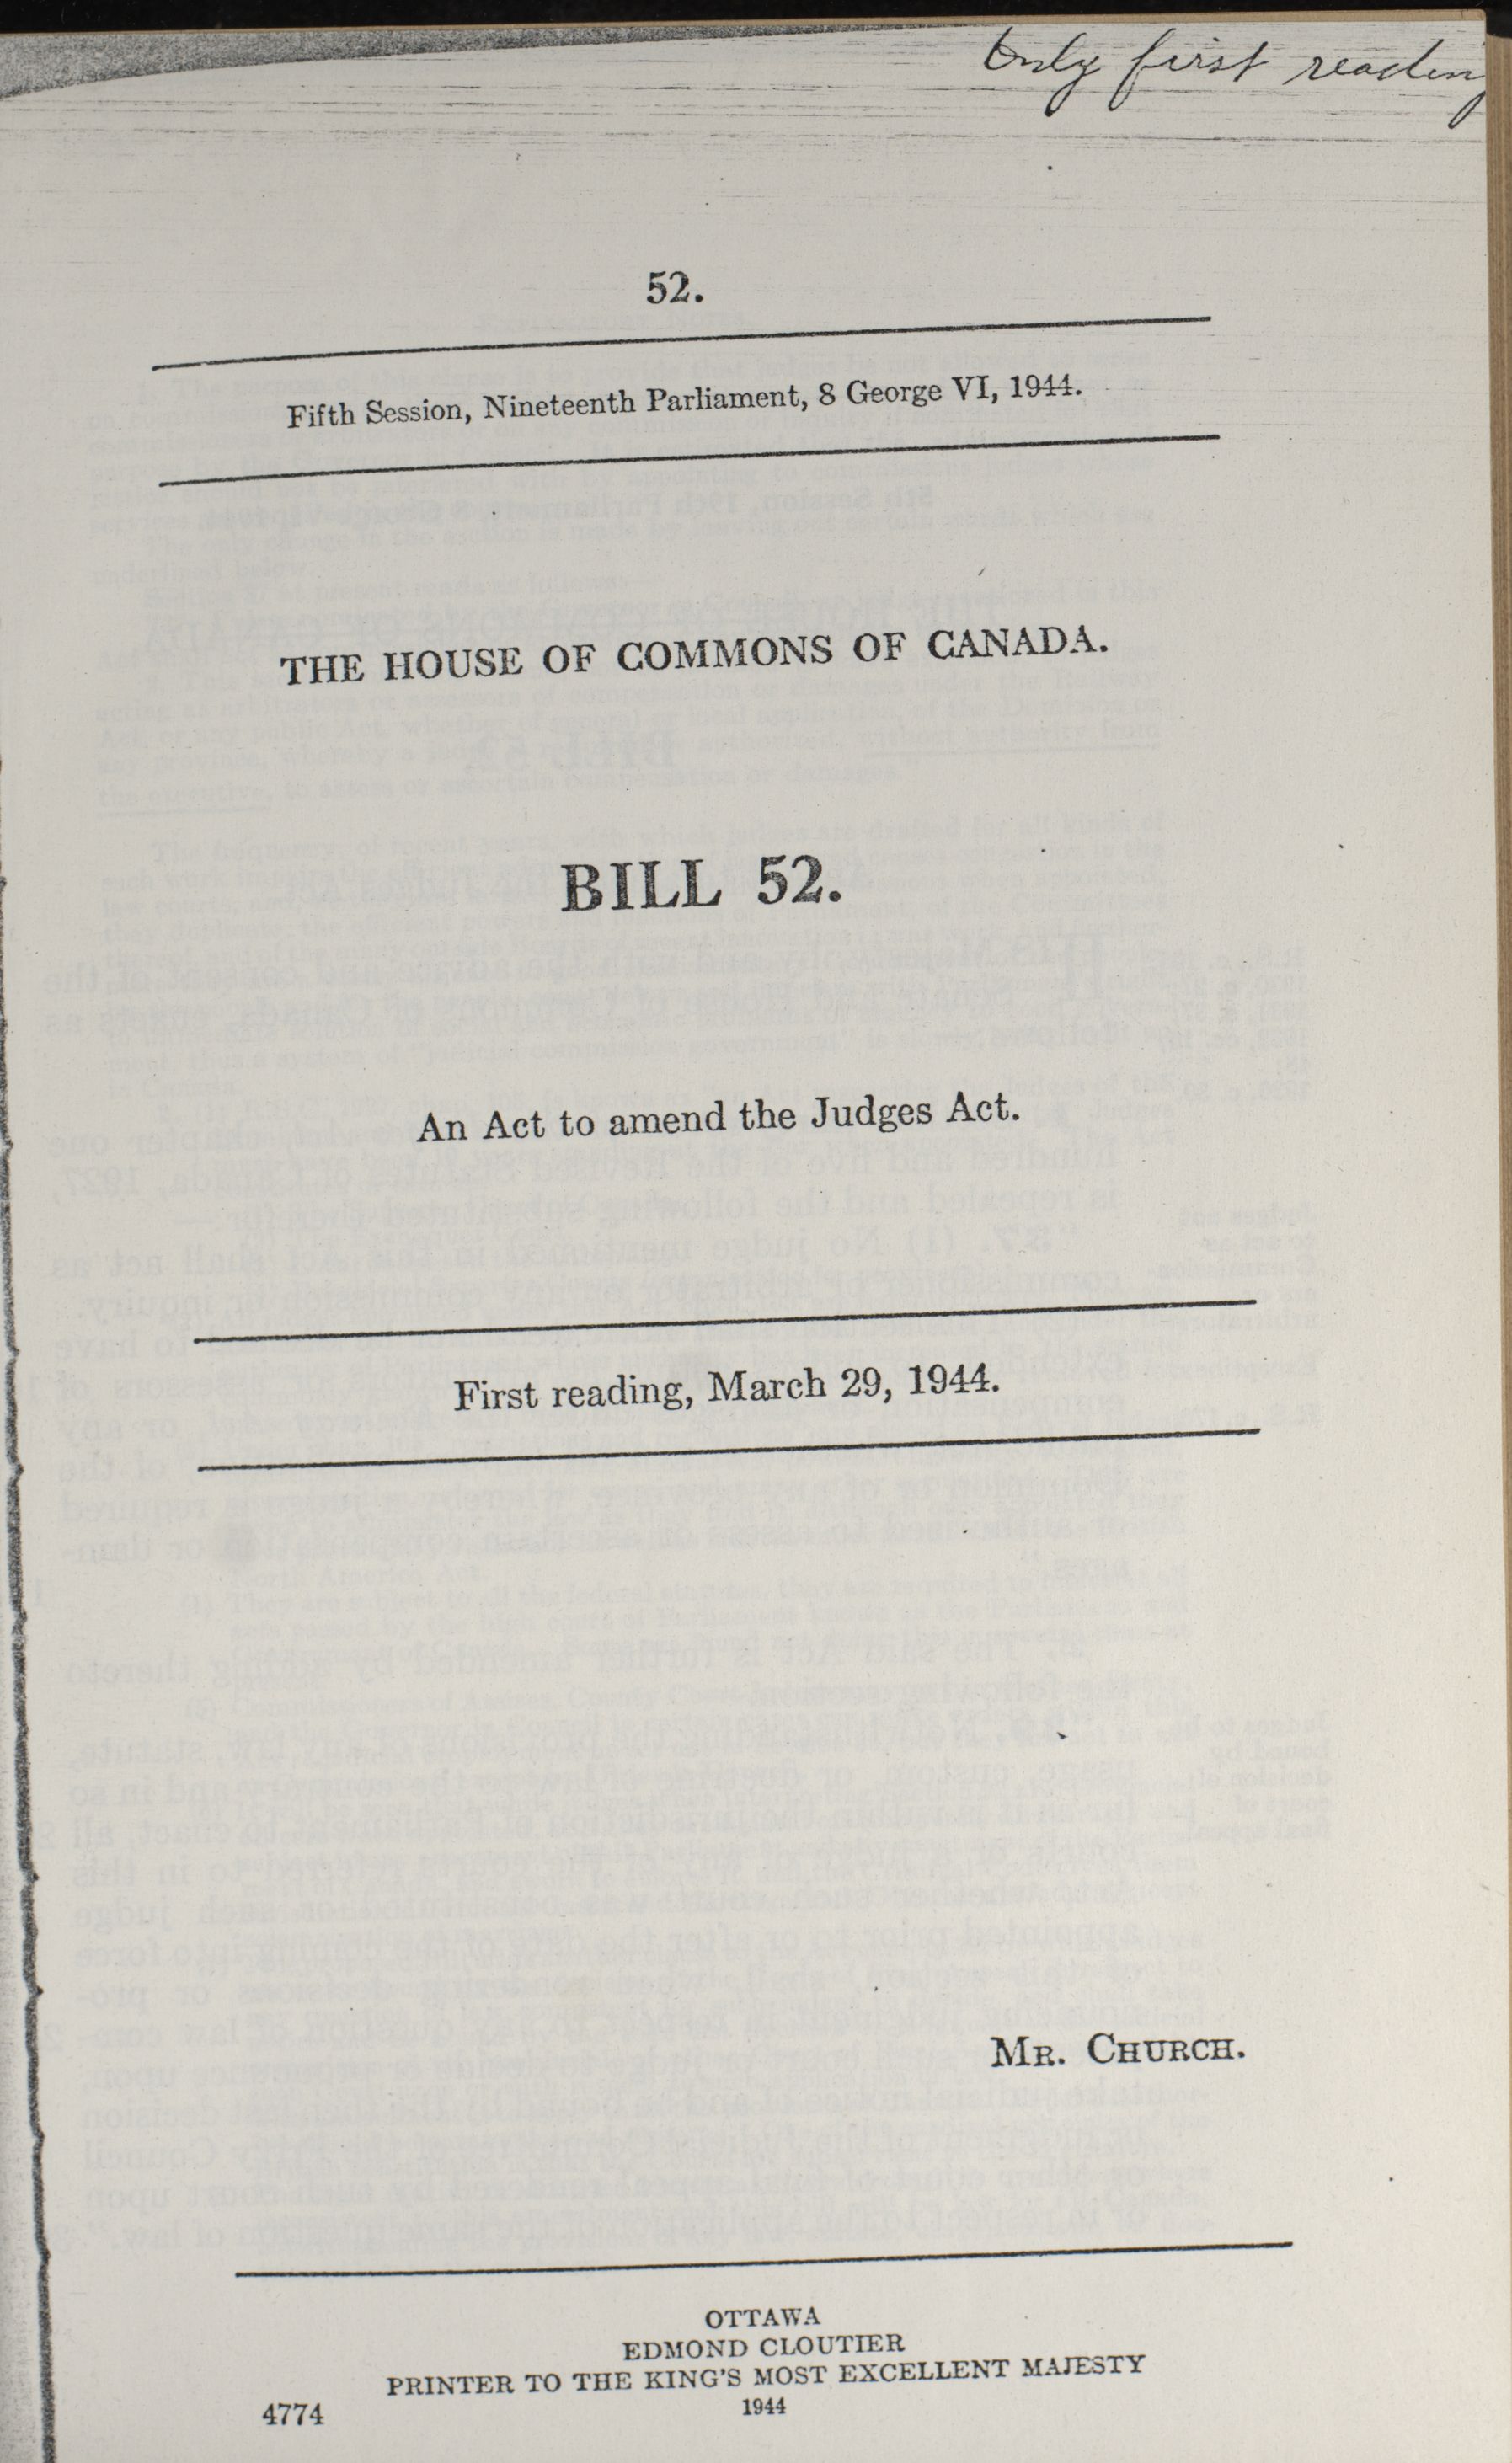 Only first reading
52.
Fifth Session, Nineteenth Parliament, 8 George VI, 1944.
THE HOUSE OF COMMONS OF CANADA.
BILL 52.
An Act to amend the Judges Act.
First reading, March 29, 1944.
MR. CHURCH.
OTTAWA
EDMOND CLOUTIER
PRINTER TO THE KING'S MOST EXCELLENT MAJESTY
1944
4774